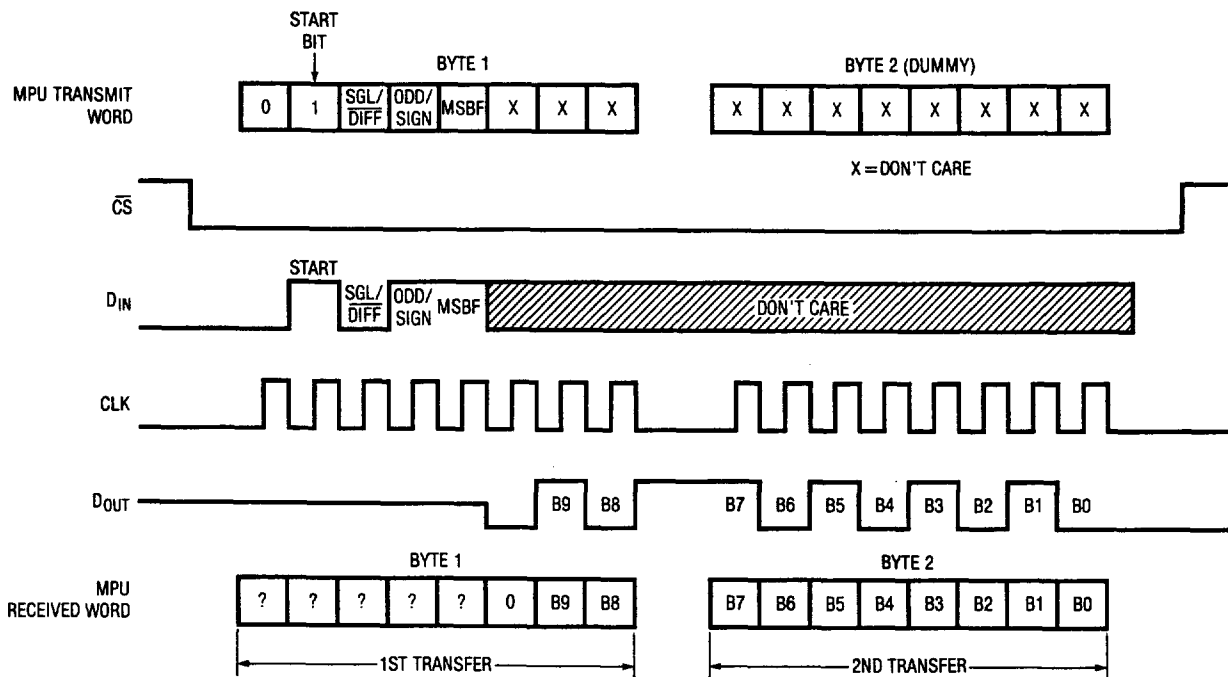 START
BIT
BYTE 1
BYTE 2 (DUMMY)
MPU TRANSMIT
WORD
0 1 SGL/DIFF ODD/SIGN MSBF X X X
X X X X X X X X
X = DON'T CARE
CS
START
DIN
SGL/DIFF ODD/SIGN MSBF DON'T CARE
CLK
DOUT
B9 B8 B7 B6 B5 B4 B3 B2 B1 B0
BYTE 1
BYTE 2
MPU
RECEIVED WORD
? ? ? ? ? 0 B9 B8
B7 B6 B5 B4 B3 B2 B1 B0
1ST TRANSFER
2ND TRANSFER